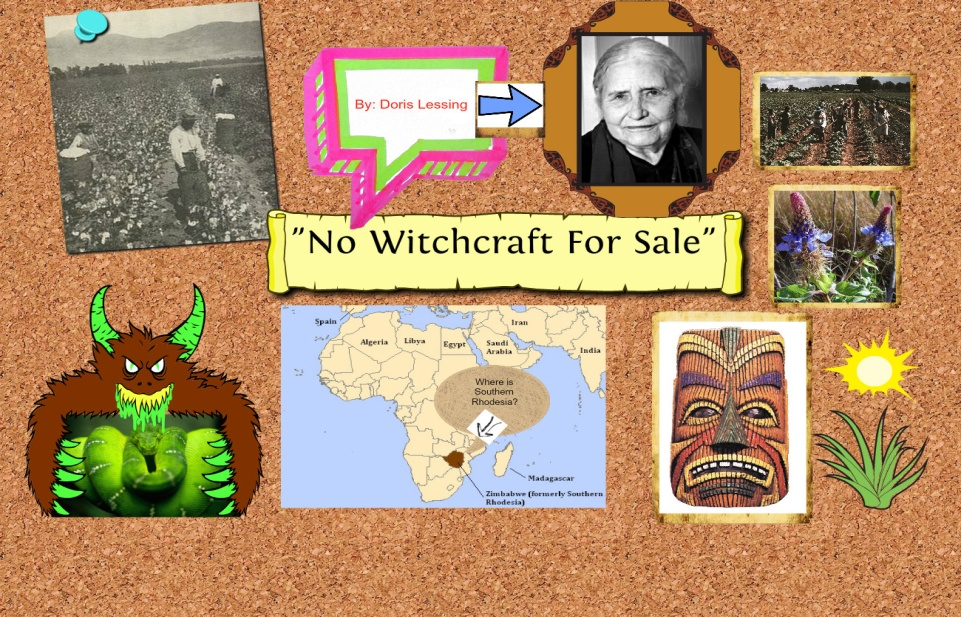 By: Doris Lessing
"No Witchcraft For Sale"
Spain
Iran
Algeria
Libya
Egypt
Saudi
Arabia
India
Where is
Southern
Rhodesia?
Madagascar
Zimbabwe (formerly Southern
Rhodesia)